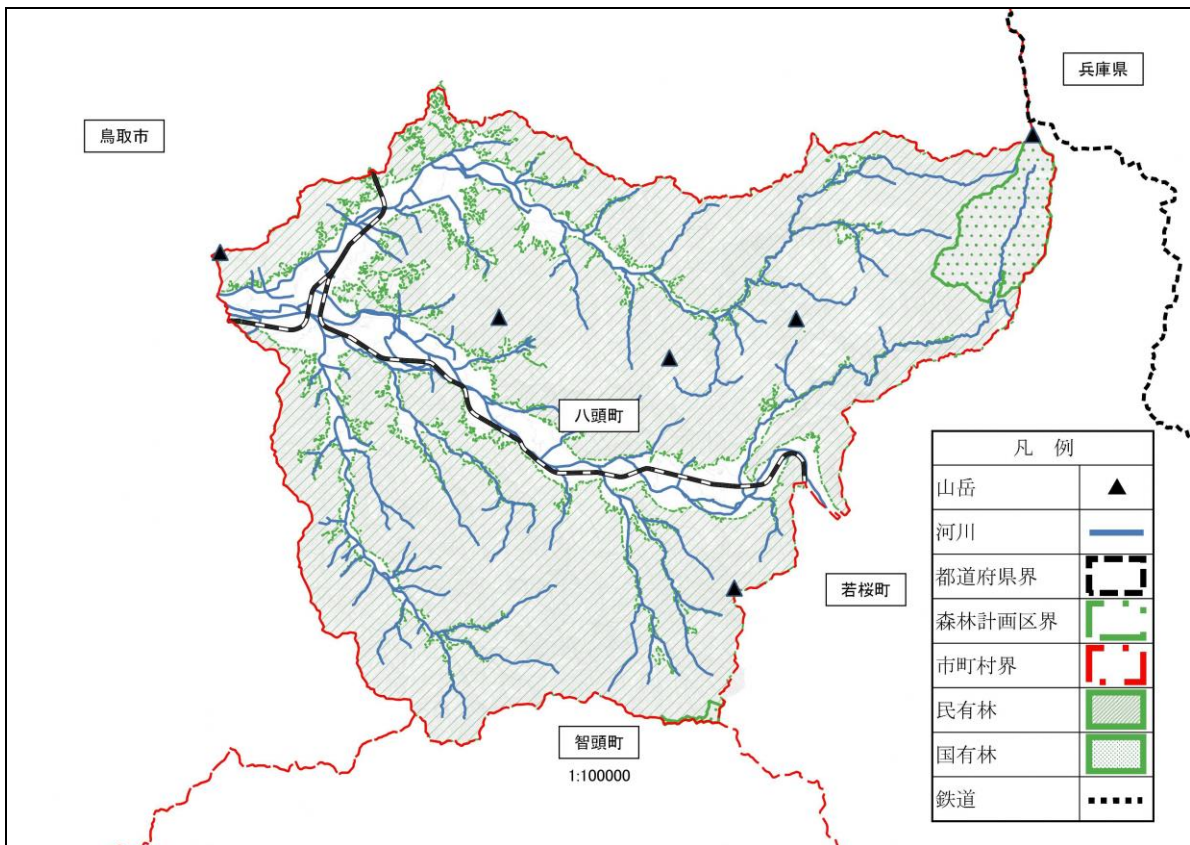 兵庫県
鳥取市
八頭町
若桜町
智頭町
1:100000
凡 例
山岳
河川
都道府県界
森林計画区界
市町村界
民有林
国有林
鉄道